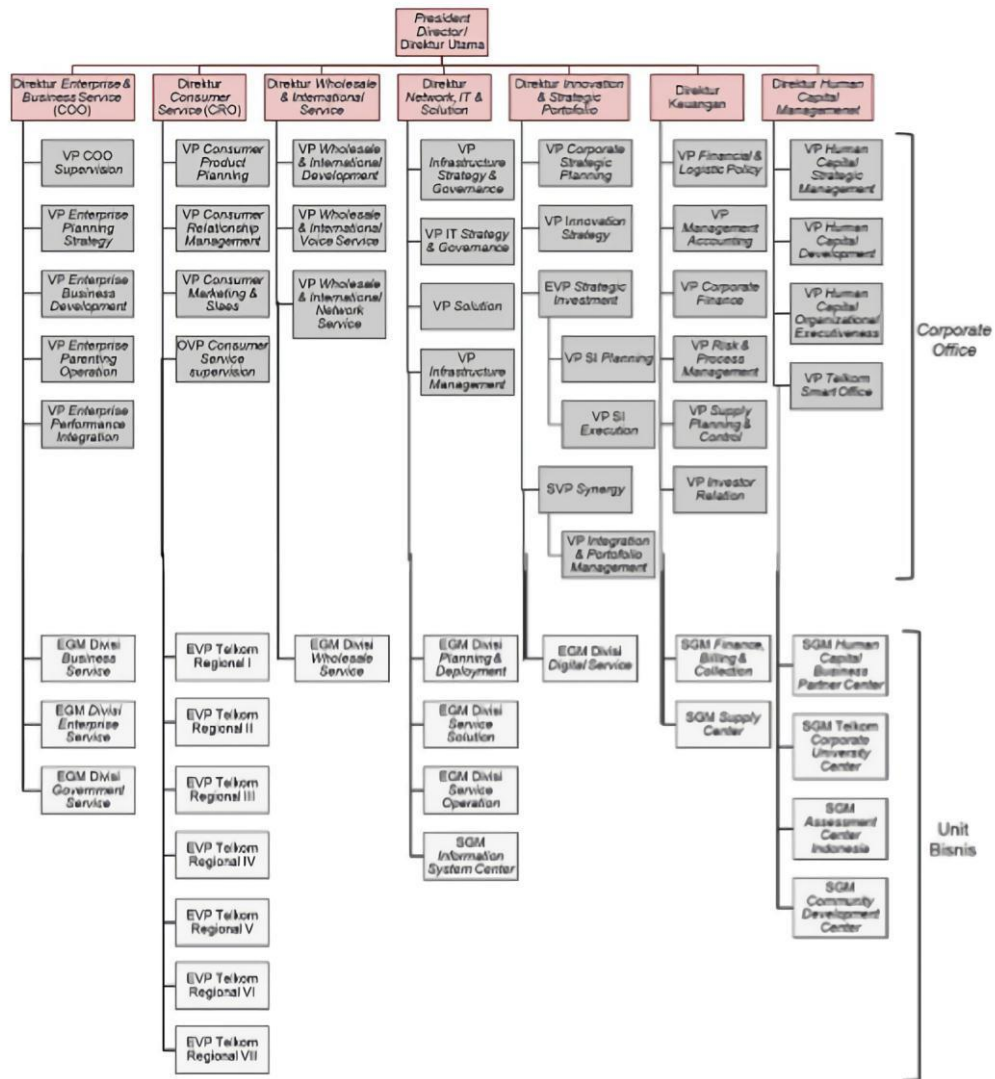 President
Director/
Direktur Utama
Direktur Enterprise &
Business Service
(COO)
Direktur
Consumer
Service (CRO)
Direktur Wholesale
& International
Service
Direktur
Network, IT &
Solution
Direktur Innovation
& Strategic
Portofolio
Direktur
Keuangan
Direktur Human
Capital
Managemenet
VP COO
Supervision
VP Enterprise
Planning
Strategy
VP Enterprise
Business
Development
VP Enterprise
Parenting
Operation
VP Enterprise
Performance
Integration
VP Consumer
Product
Planning
VP Consumer
Relationship
Management
VP Consumer
Marketing &
Slaes
OVP Consumer
Service
supervision
VP Wholesale
& International
Development
VP Wholesale
& International
Voice Service
VP Wholesale
& International
Network
Service
VP
Infrastructure
Strategy &
Governance
VP IT Strategy
& Governance
VP Solution
VP
Infrastructure
Management
VP Corporate
Strategic
Planning
VP Innovation
Strategy
EVP Strategic
Investment
VP SI Planning
VP SI
Execution
SVP Synergy
VP Integration
& Portofolio
Management
VP Financial &
Logistic Policy
VP
Management
Accounting
VP Corporate
Finance
VP Risk &
Process
Management
VP Supply
Planning &
Control
VP Investor
Relation
VP Human
Capital
Strategic
Management
VP Human
Capital
Development
VP Human
Capital
Organizational
Executiveness
VP Telkom
Smart Office
Corporate
Office
EGM Divisi
Business
Service
EGM Divisi
Enterprise
Service
EGM Divisi
Government
Service
EVP Telkom
Regional I
EVP Telkom
Regional II
EVP Telkom
Regional III
EVP Telkom
Regional IV
EVP Telkom
Regional V
EVP Telkom
Regional VI
EVP Telkom
Regional VII
EGM Divisi
Wholesale
Service
EGM Divisi
Planning &
Deployment
EGM Divisi
Service
Solution
EGM Divisi
Service
Operation
SGM
Information
System Center
EGM Divisi
Digital Service
SGM Finance,
Billing &
Collection
SGM Supply
Center
SGM Human
Capital
Business
Partner Center
SGM Telkom
Corporate
University
Center
SGM
Assessment
Center
Indonesia
SGM
Community
Development
Center
Unit
Bisnis